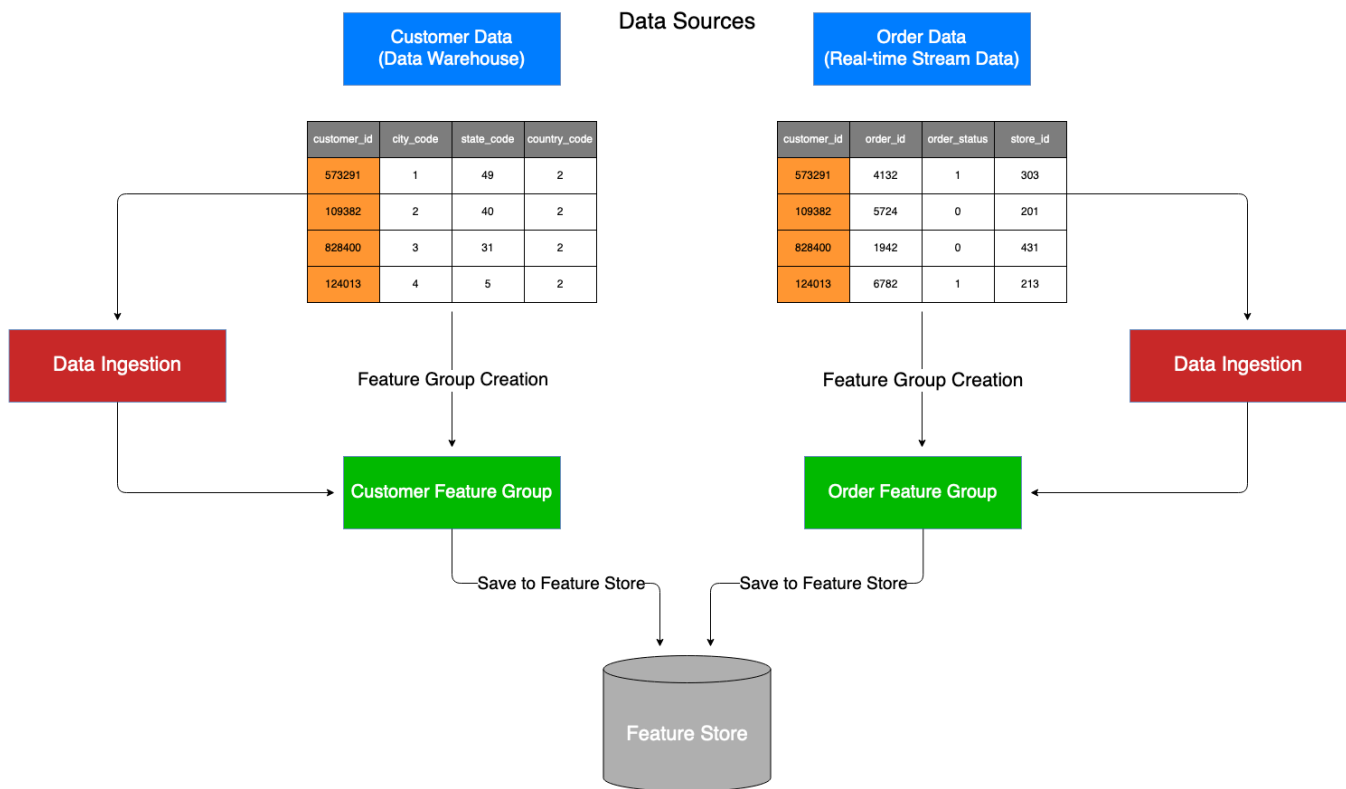 Data Sources
Customer Data
(Data Warehouse)
Order Data
(Real-time Stream Data)
customer_id city_code state_code country_code
573291 1 49 2
109382 2 40 2
828400 3 31 2
124013 4 5 2
customer_id order_id order_status store_id
573291 4132 1 303
109382 5724 0 201
828400 1942 0 431
124013 6782 1 213
Data Ingestion
Feature Group Creation
Feature Group Creation
Data Ingestion
Customer Feature Group
Order Feature Group
Save to Feature Store
Save to Feature Store
Feature Store